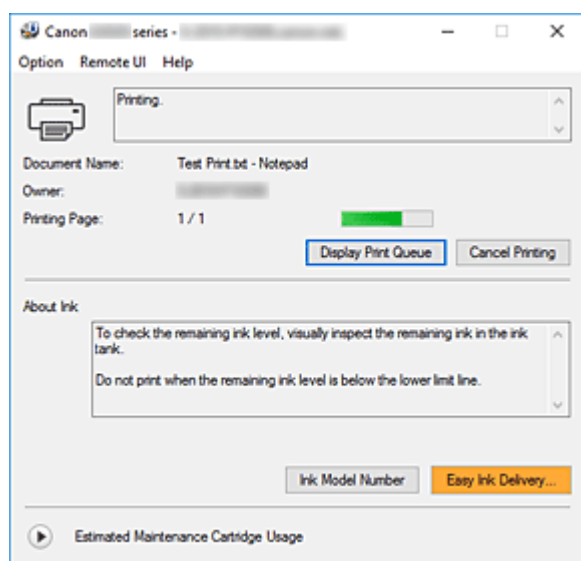 Canon series -
Option Remote UI Help
Printing.
Document Name: Test Print.txt - Notepad
Owner:
Printing Page: 1 / 1
Display Print Queue Cancel Printing
About Ink
To check the remaining ink level, visually inspect the remaining ink in the ink
tank.
Do not print when the remaining ink level is below the lower limit line.
Ink Model Number Easy Ink Delivery...
Estimated Maintenance Cartridge Usage